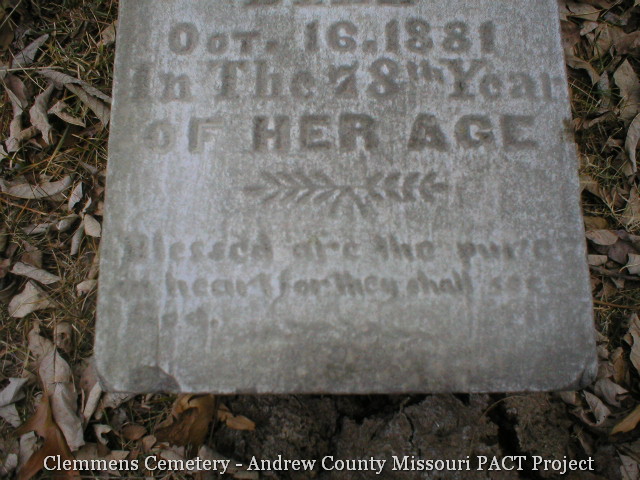 DIED
Oct. 16. 1881
In The 78th Year
OF HER AGE
Blessed are the pure
in heart for they shall see
God.
Clemmens Cemetery - Andrew County Missouri PACT Project